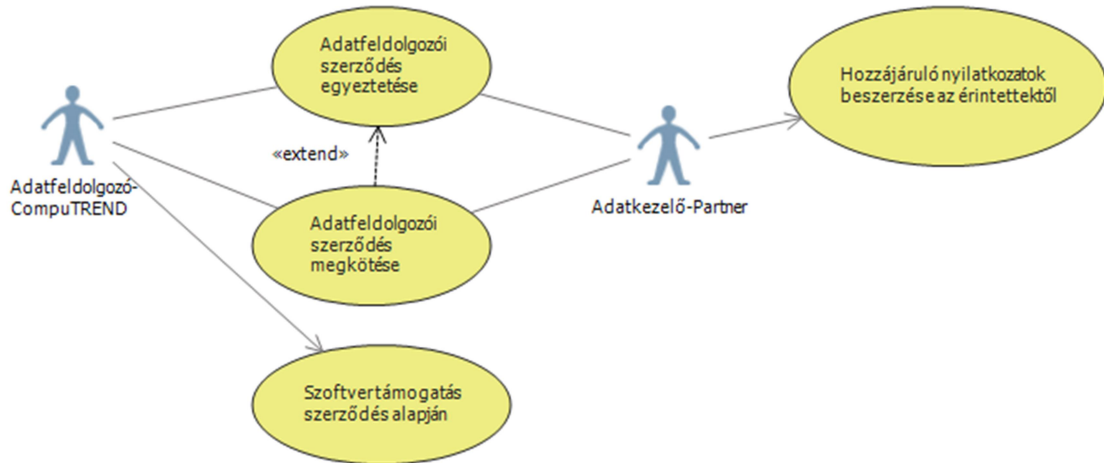 Adatfeldolgozói
szerződés
egyeztetése
Hozzájáruló nyilatkozatok
beszerzése az érintettektől
«extend»
Adatfeldolgozó-
CompuTREND
Adatkezelő-Partner
Adatfeldolgozói
szerződés
megkötése
Szoftvertámogatás
szerződés alapján